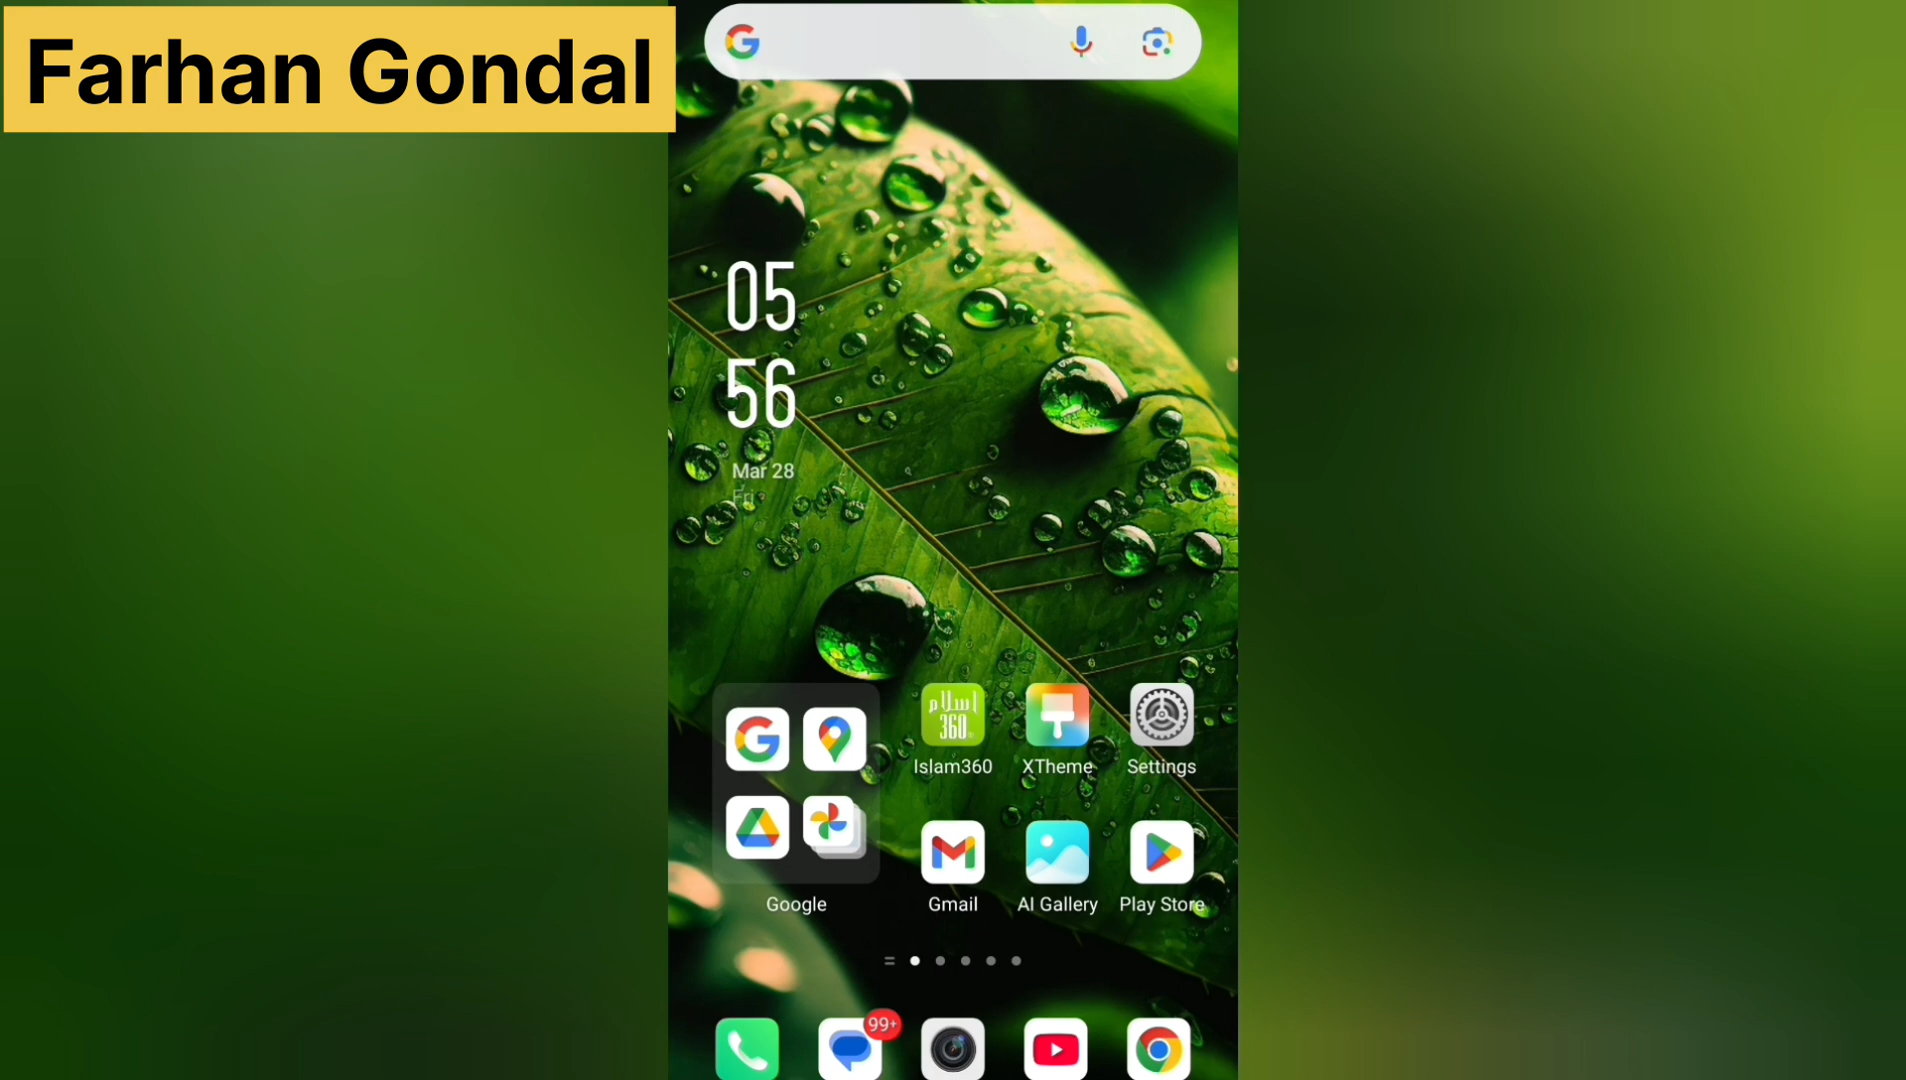 Farhan Gondal
05
56
Mar 28
Fri
اسلام
360
Islam360
XTheme
Settings
Google
Gmail
AI Gallery
Play Store
99+